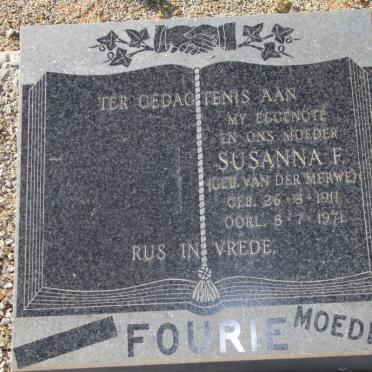 TER GEDAGTENIS AAN
MY EGGENOTE
EN ONS MOEDER
SUSANNA F.
(GEB. VAN DER MERWE)
GEB. 26-3-1911
OORL. 8-7-1971.
RUS IN VREDE.
FOURIE
MOED